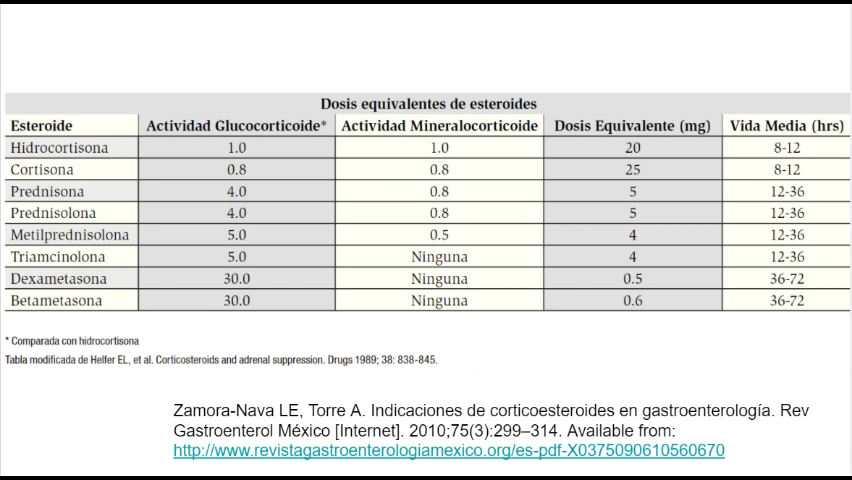 Dosis equivalentes de esteroides
Esteroide Actividad Glucocorticoide* Actividad Mineralocorticoide Dosis Equivalente (mg) Vida Media (hrs)
Hidrocortisona 1.0 1.0 20 8-12
Cortisona 0.8 0.8 25 8-12
Prednisona 4.0 0.8 5 12-36
Prednisolona 4.0 0.8 5 12-36
Metilprednisolona 5.0 0.5 4 12-36
Triamcinolona 5.0 Ninguna 4 12-36
Dexametasona 30.0 Ninguna 0.5 36-72
Betametasona 30.0 Ninguna 0.6 36-72
* Comparada con hidrocortisona
Tabla modificada de Helfer EL, et al. Corticosteroids and adrenal suppression. Drugs 1989; 38: 838-845.
Zamora-Nava LE, Torre A. Indicaciones de corticoesteroides en gastroenterología. Rev
Gastroenterol México [Internet]. 2010;75(3):299–314. Available from:
http://www.revistagastroenterologiamexico.org/es-pdf-X0375090610560670